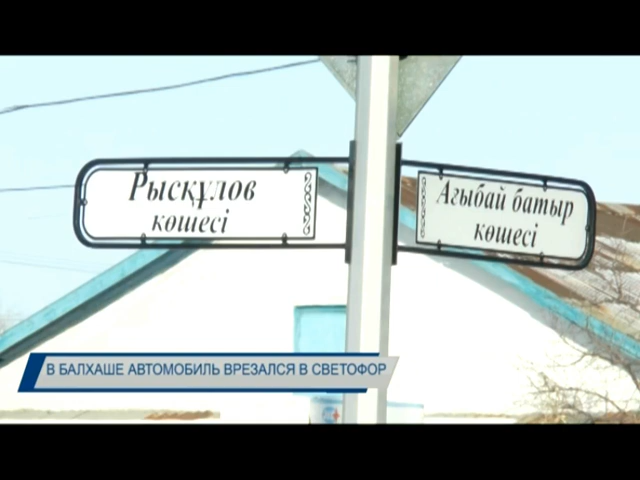 Рысқұлов
көшесі
Ағыбай батыр
көшесі
В БАЛХАШЕ АВТОМОБИЛЬ ВРЕЗАЛСЯ В СВЕТОФОР